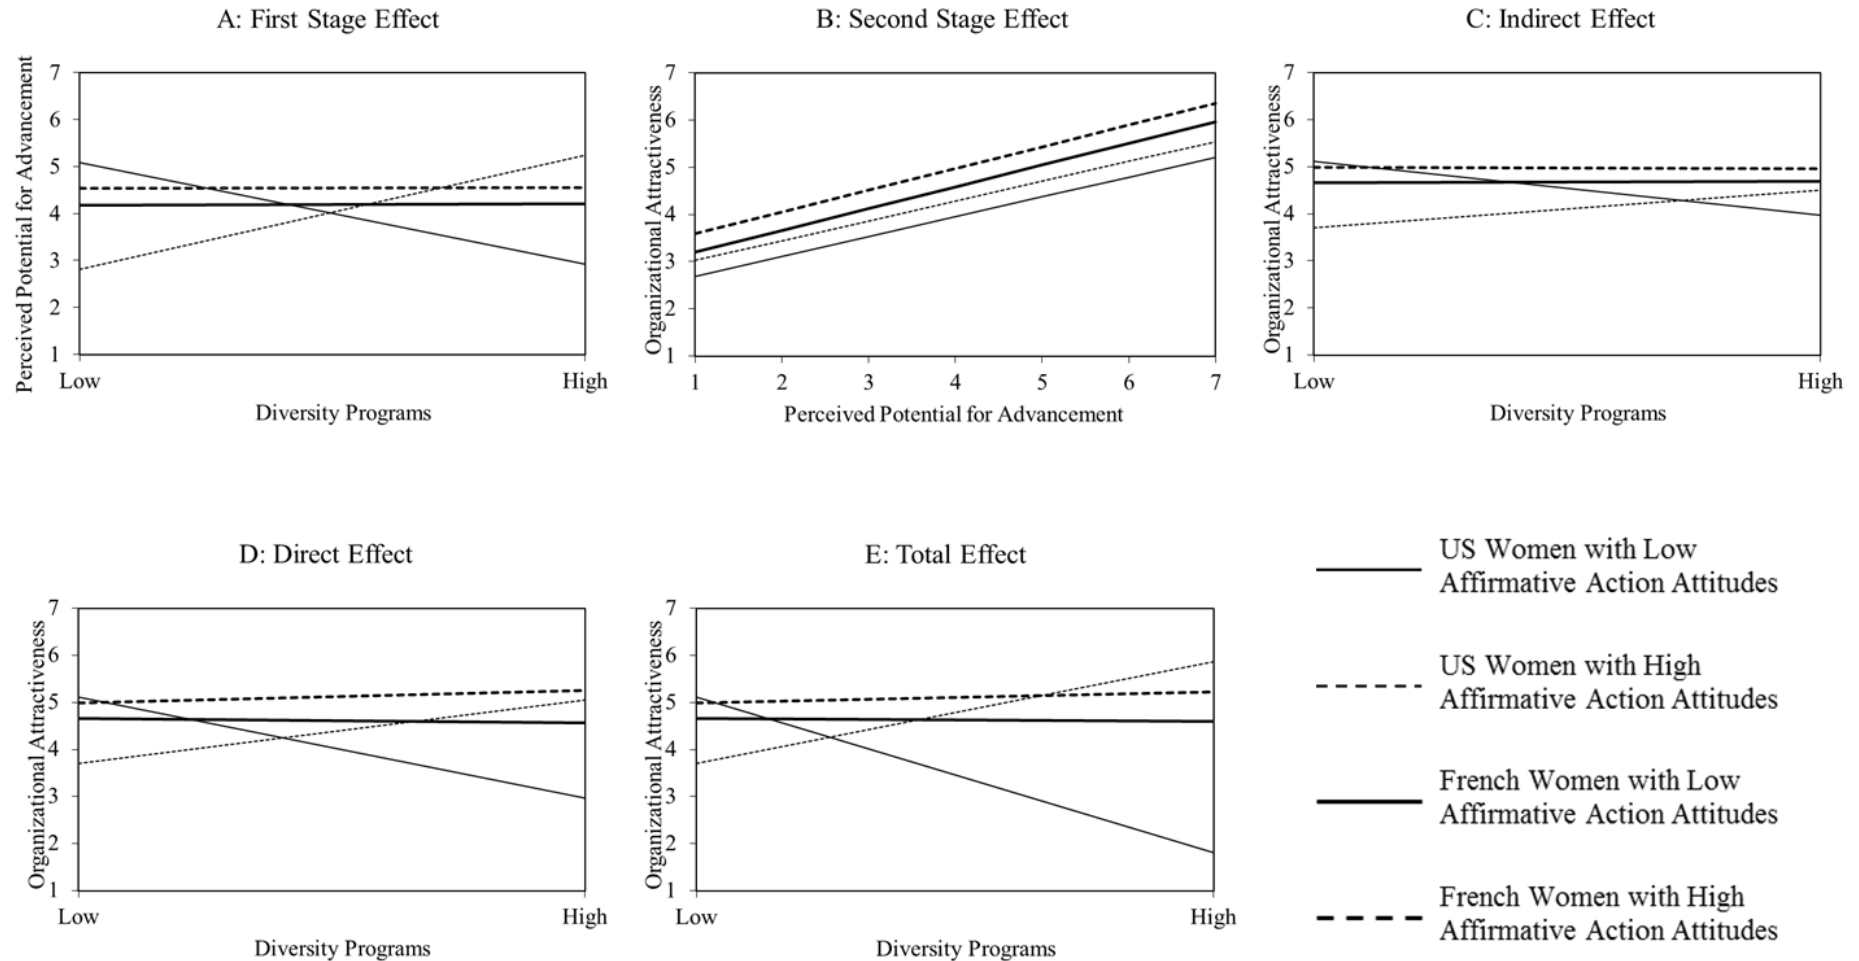 A: First Stage Effect
Perceived Potential for Advancement
7
6
5
4
3
2
1
Low
High
Diversity Programs
B: Second Stage Effect
Organizational Attractiveness
7
6
5
4
3
2
1
1
2
3
4
5
6
7
Perceived Potential for Advancement
C: Indirect Effect
Organizational Attractiveness
7
6
5
4
3
2
1
Low
High
Diversity Programs
D: Direct Effect
Organizational Attractiveness
7
6
5
4
3
2
1
Low
High
Diversity Programs
E: Total Effect
Organizational Attractiveness
7
6
5
4
3
2
1
Low
High
Diversity Programs
US Women with Low
Affirmative Action Attitudes
US Women with High
Affirmative Action Attitudes
French Women with Low
Affirmative Action Attitudes
French Women with High
Affirmative Action Attitudes